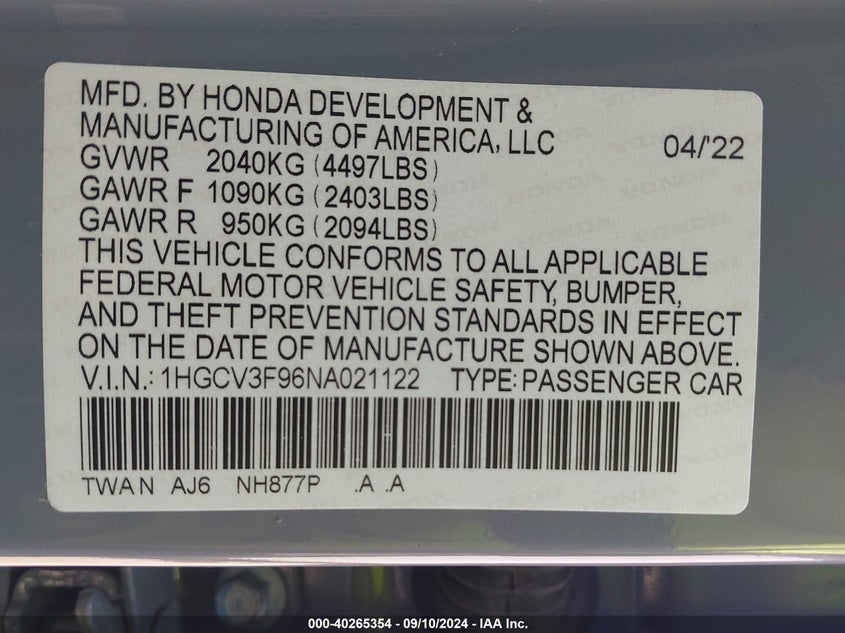 MFD. BY HONDA DEVELOPMENT &
MANUFACTURING OF AMERICA, LLC 04/'22
GVWR 2040KG (4497LBS)
GAWR F 1090KG (2403LBS)
GAWR R 950KG (2094LBS)
THIS VEHICLE CONFORMS TO ALL APPLICABLE
FEDERAL MOTOR VEHICLE SAFETY, BUMPER,
AND THEFT PREVENTION STANDARDS IN EFFECT
ON THE DATE OF MANUFACTURE SHOWN ABOVE.
V.I.N.: 1HGCV3F96NA021122 TYPE: PASSENGER CAR
TWA N AJ6 NH877P .A .A
000-40265354 - 09/10/2024 - IAA Inc.